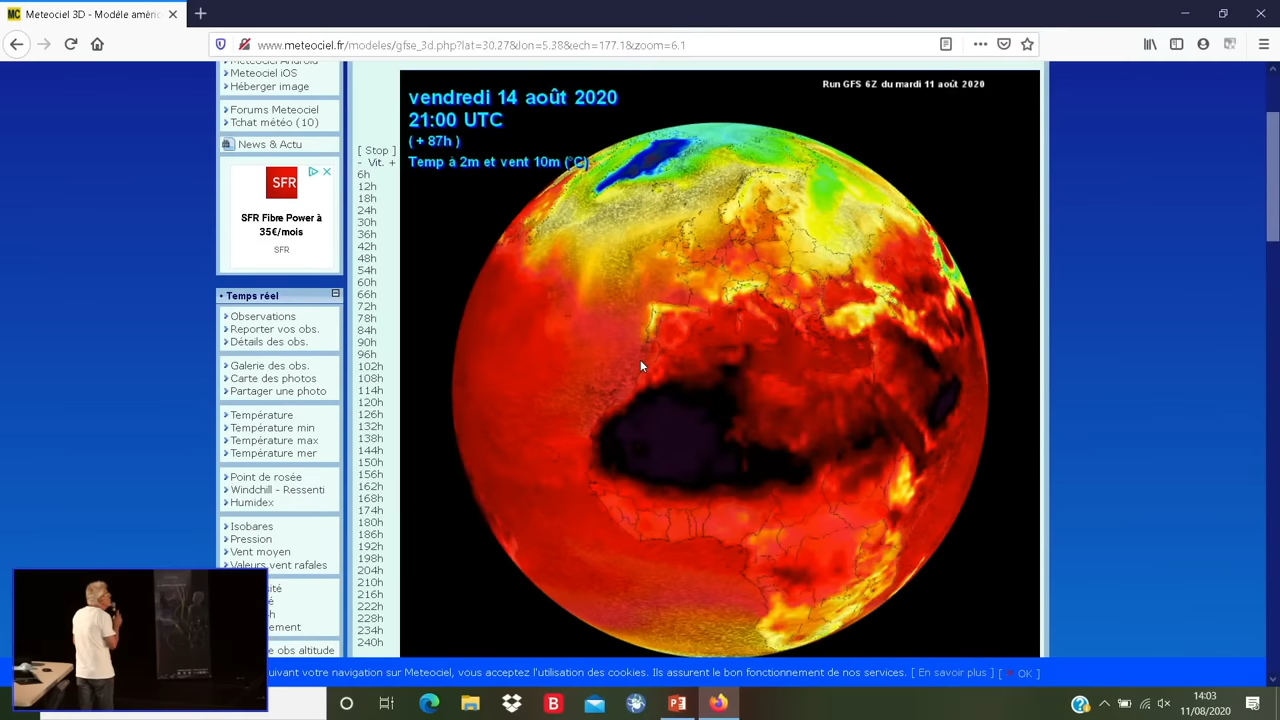 Meteociel 3D - Modèle améric
www.meteociel.fr/modeles/gfse_3d.php?lat=30.27&lon=5.38&ech=177.1&zoom=6.1
Meteociel Android
Meteociel iOS
Héberger image
Forums Meteociel
Tchat météo (10)
News & Actu
SFR
SFR Fibre Power à
35€/mois
SFR
Temps réel
Observations
Reporter vos obs.
Détails des obs.
Galerie des obs.
Carte des photos
Partager une photo
Température
Température min
Température max
Température mer
Point de rosée
Windchill - Ressenti
Humidex
Isobares
Pression
Vent moyen
Valeurs vent rafales
obs altitude
[ Stop ]
- Vit. +
6h
12h
18h
24h
30h
36h
42h
48h
54h
60h
66h
72h
78h
84h
90h
96h
102h
108h
114h
120h
126h
132h
138h
144h
150h
156h
162h
168h
174h
180h
186h
192h
198h
204h
210h
216h
222h
228h
234h
240h
vendredi 14 août 2020
21:00 UTC
( + 87h )
Temp à 2m et vent 10m (°C)
Run GFS 6Z du mardi 11 août 2020
uivant votre navigation sur Meteociel, vous acceptez l'utilisation des cookies. Ils assurent le bon fonctionnement de nos services. [ En savoir plus ] [ OK ]
14:03
11/08/2020